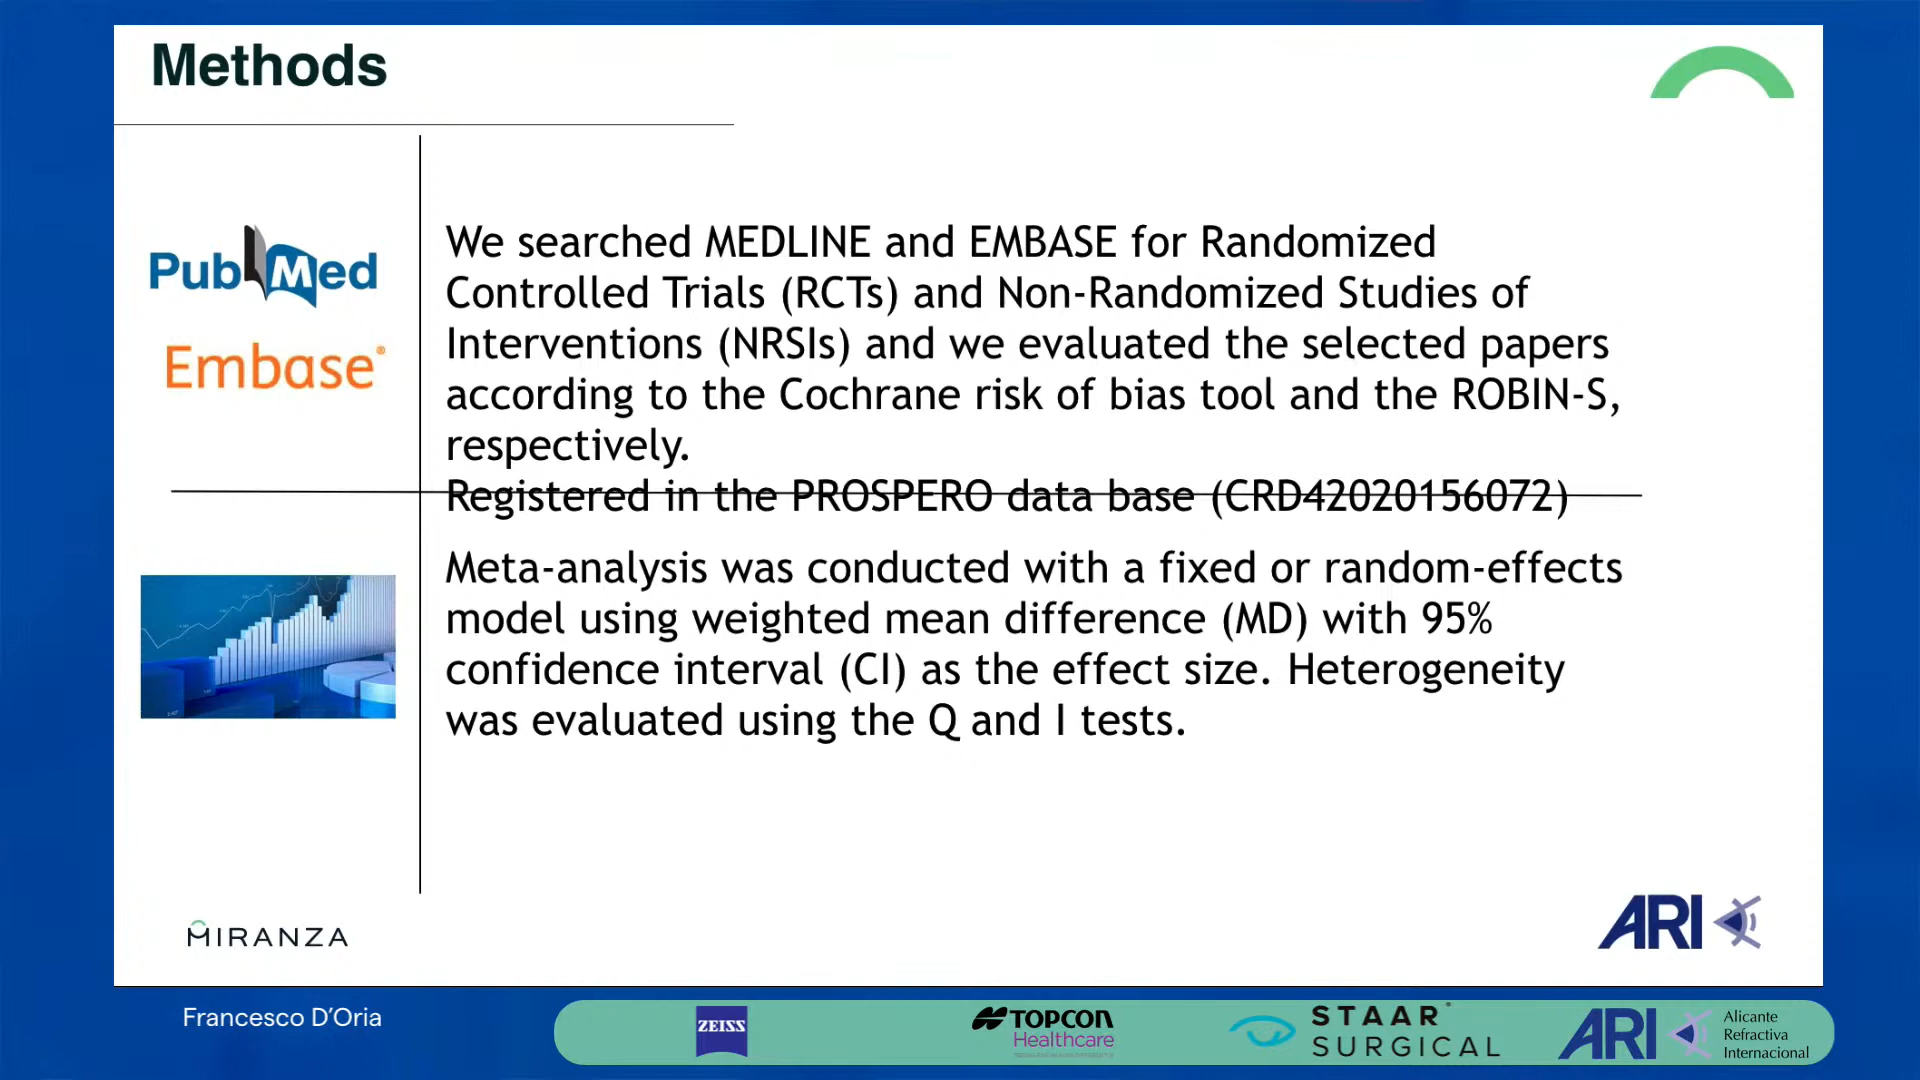 Methods
PubMed
Embase®
We searched MEDLINE and EMBASE for Randomized
Controlled Trials (RCTs) and Non-Randomized Studies of
Interventions (NRSIs) and we evaluated the selected papers
according to the Cochrane risk of bias tool and the ROBIN-S,
respectively.
Registered in the PROSPERO data base (CRD42020156072)
Meta-analysis was conducted with a fixed or random-effects
model using weighted mean difference (MD) with 95%
confidence interval (CI) as the effect size. Heterogeneity
was evaluated using the Q and I tests.
MIRANZA
ARI
Francesco D'Oria
ZEISS
TOPCON
Healthcare
STAAR
SURGICAL
ARI
Alicante
Refractiva
Internacional